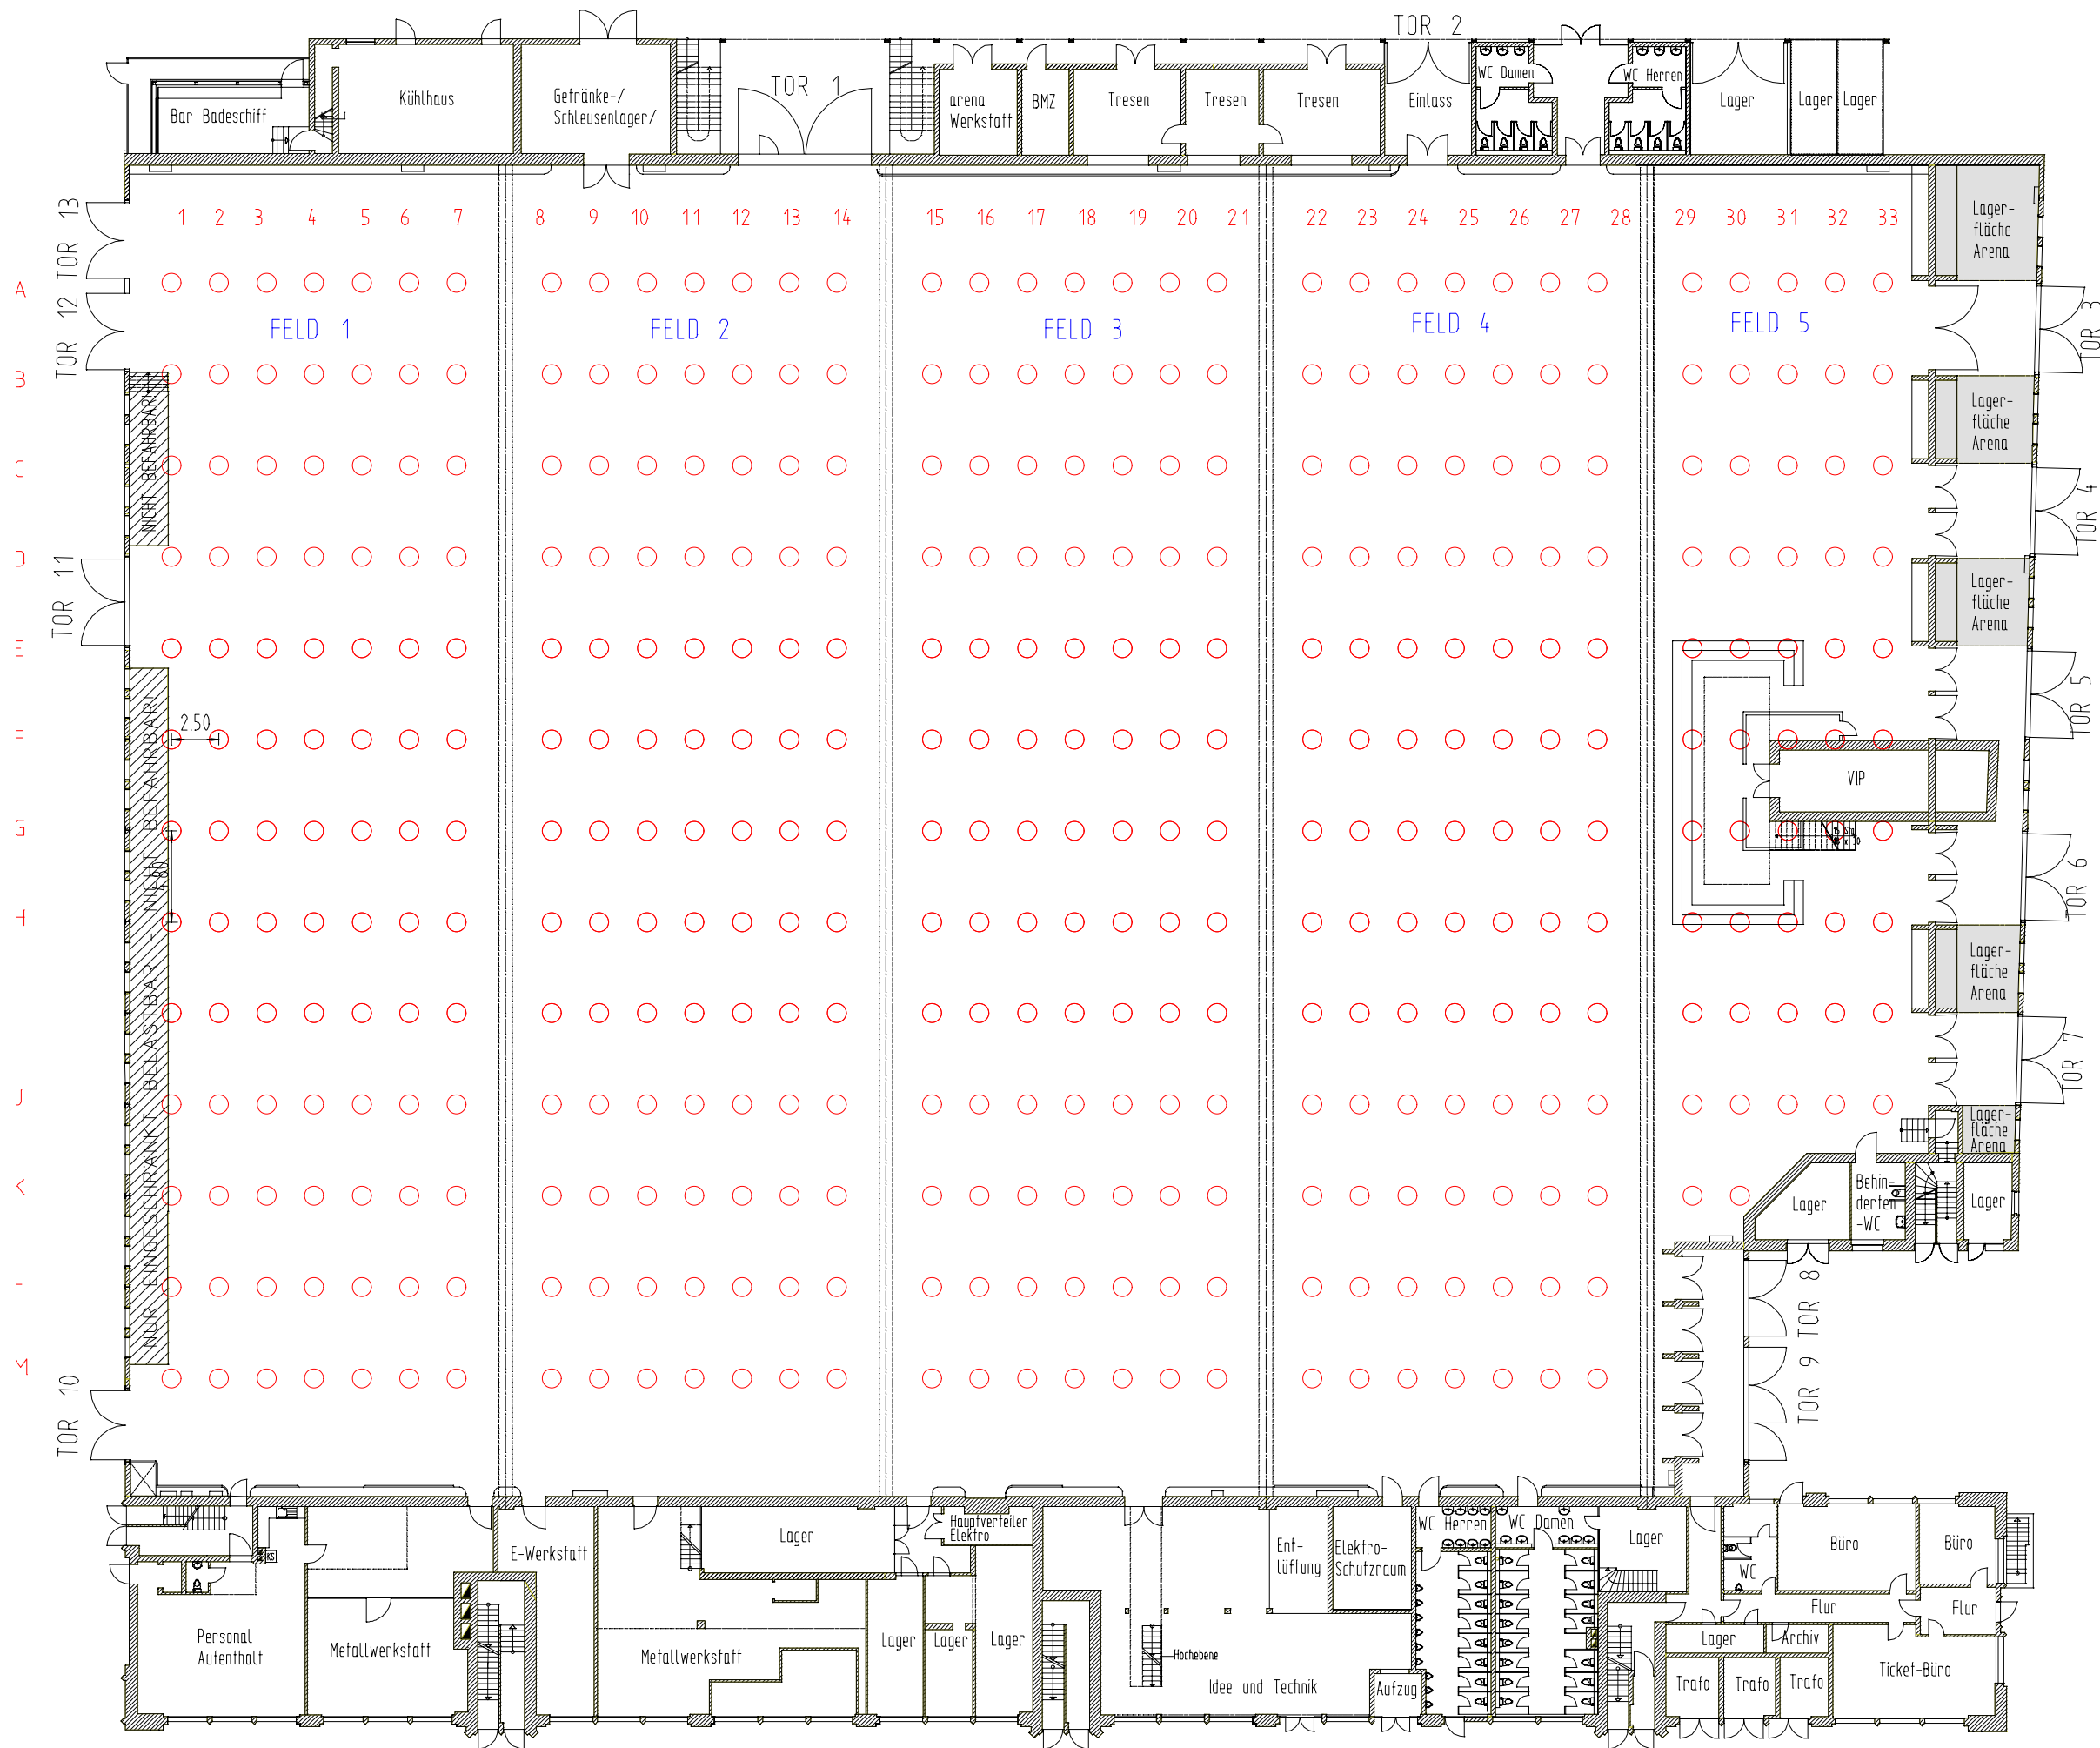 TOR 2
WC Damen
WC Herren
Kühlhaus
Getränke-/
Schleusenlager/
TOR 1
arena
Werkstatt
BMZ
Tresen
Tresen
Tresen
Einlass
Lager
Lager
Lager
Bar Badeschiff
TOR 13
1 2 3 4 5 6 7 8 9 10 11 12 13 14 15 16 17 18 19 20 21 22 23 24 25 26 27 28 29 30 31 32 33
Lager-
fläche
Arena
A
TOR 12
FELD 1
FELD 2
FELD 3
FELD 4
FELD 5
TOR 3
B
NICHT BEFAHRBAR!
Lager-
fläche
Arena
C
TOR 4
D
TOR 11
Lager-
fläche
Arena
E
TOR 5
F
2.50
NUR EINGESCHRÄNKT BELASTBAR - NICHT BEFAHRBAR!
VIP
G
TOR 6
H
Lager-
fläche
Arena
TOR 7
J
Lager-
fläche
Arena
K
Lager
Behin-
derten
-WC
Lager
TOR 8
TOR 9
M
TOR 10
Lager
Hauptverteiler
Elektro
E-Werkstatt
Ent-
lüftung
Elektro-
Schutzraum
WC Herren
WC Damen
Lager
WC
Büro
Büro
KS
Flur
Flur
Personal
Aufenthalt
Metallwerkstatt
Metallwerkstatt
Lager
Lager
Lager
Hochebene
Idee und Technik
Aufzug
Lager
Archiv
Trafo
Trafo
Trafo
Ticket-Büro